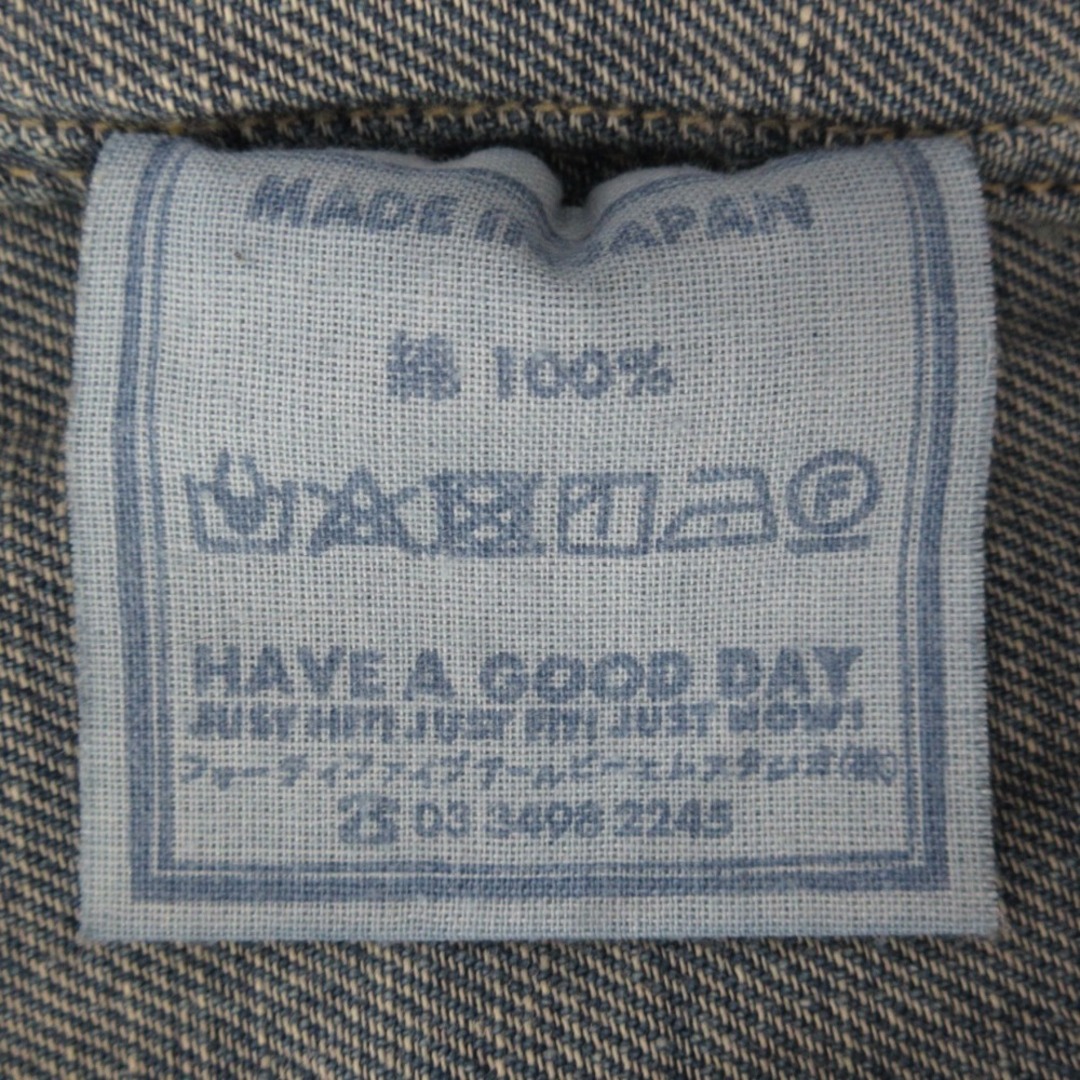 MADE IN JAPAN
綿 100%
F
HAVE A GOOD DAY
JUST HIT! JUST FIT! JUST NOW!
フォーティファイブアールピーエムスタジオ(株)
☎ 03 3498 2245